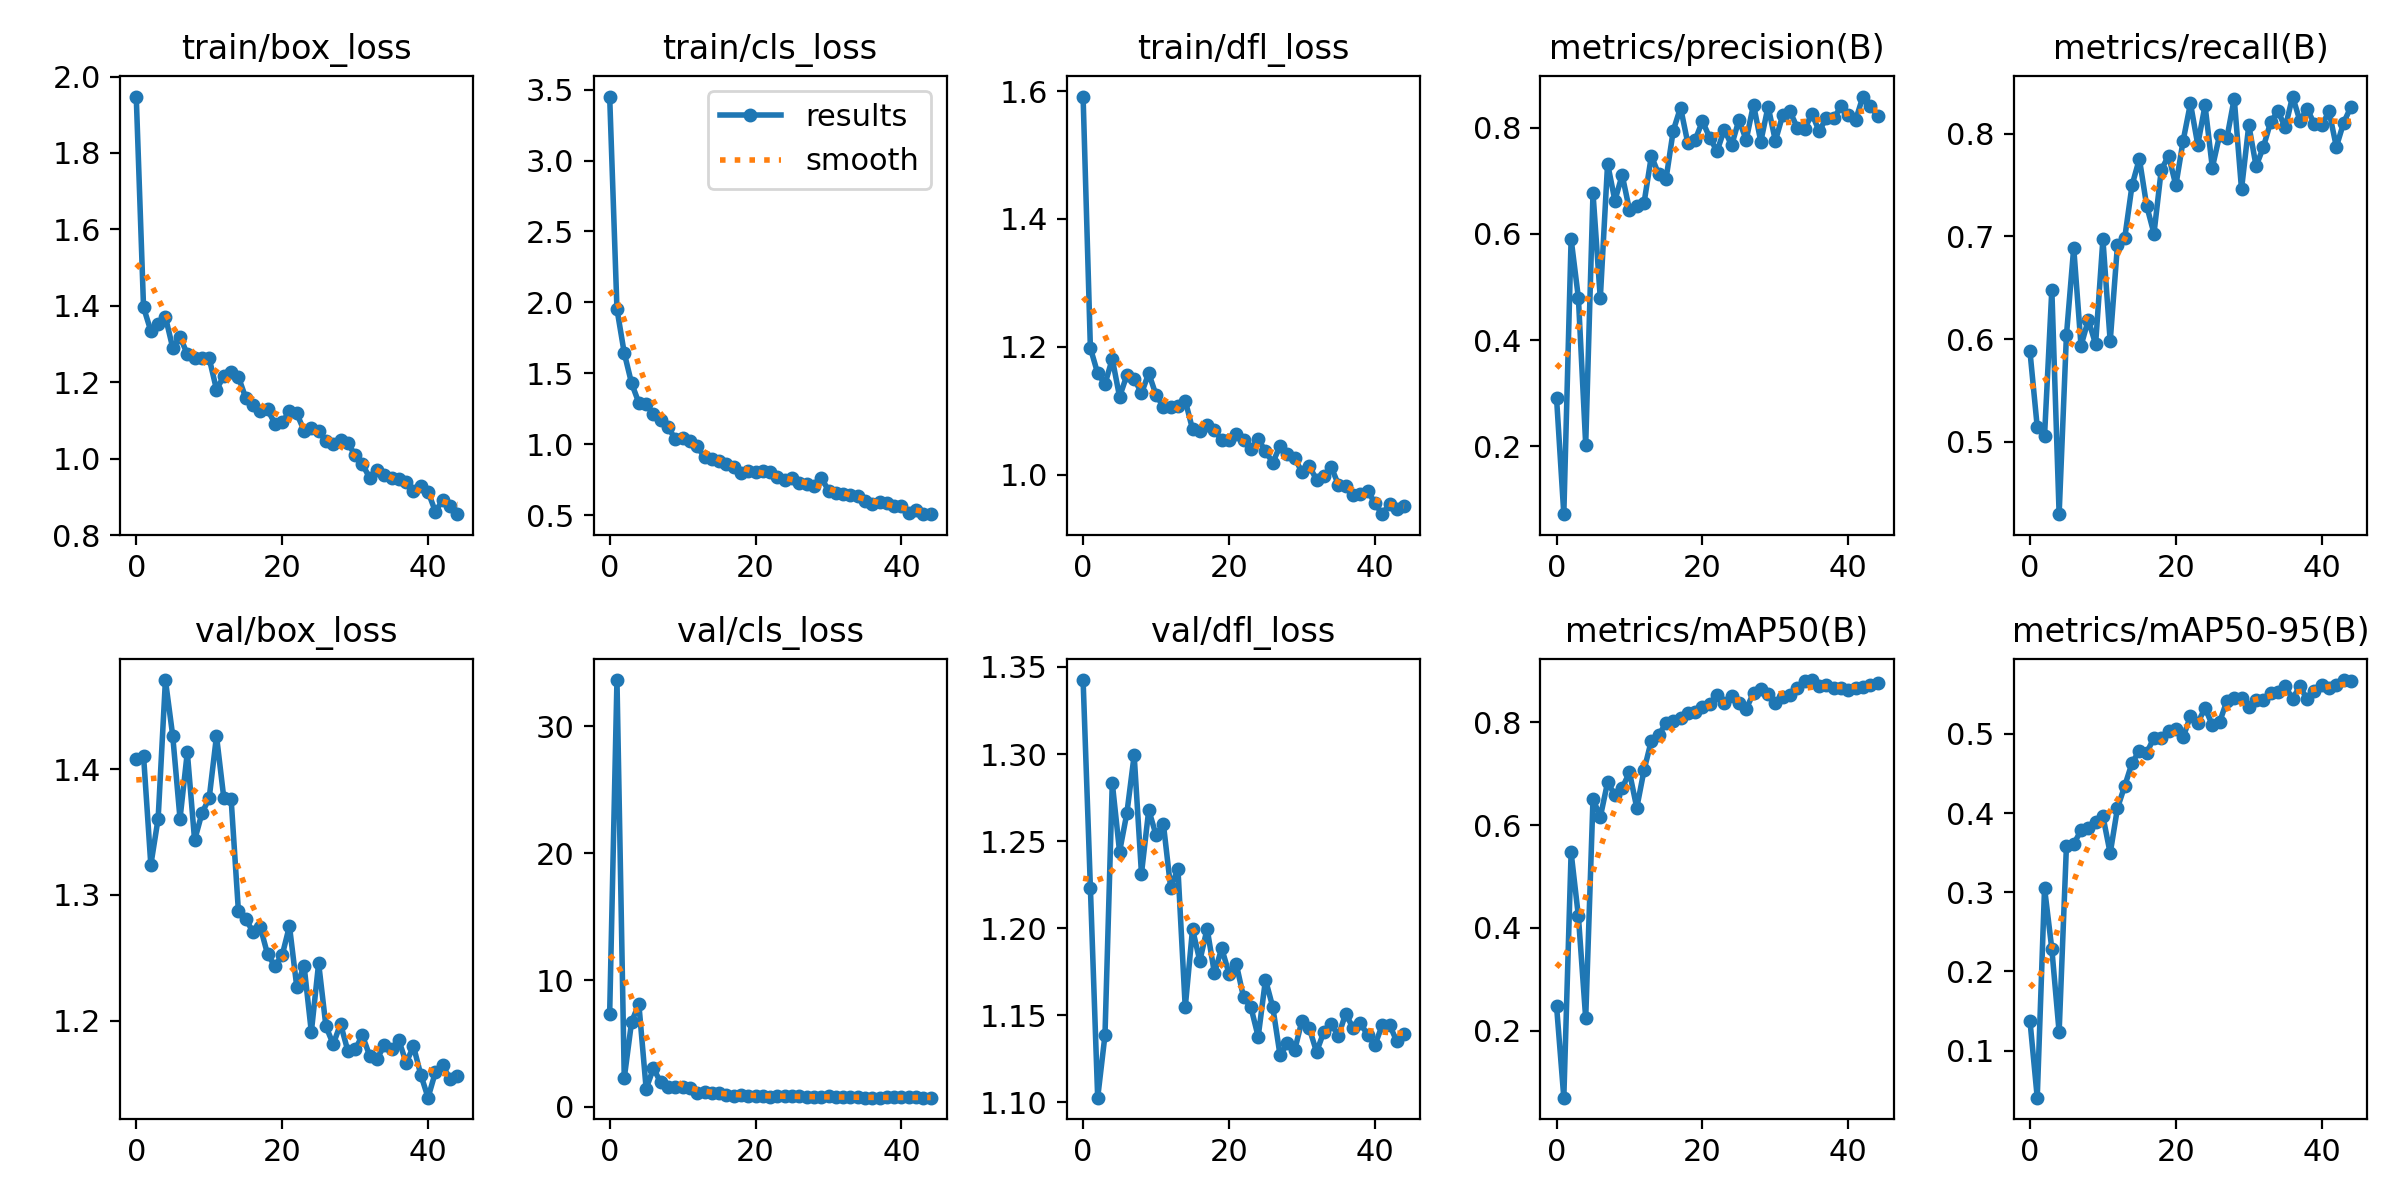 train/box_loss
2.0
1.8
1.6
1.4
1.2
1.0
0.8
0 20 40
train/cls_loss
results
smooth
3.5
3.0
2.5
2.0
1.5
1.0
0.5
0 20 40
train/dfl_loss
1.6
1.4
1.2
1.0
0 20 40
metrics/precision(B)
0.8
0.6
0.4
0.2
0 20 40
metrics/recall(B)
0.8
0.7
0.6
0.5
0 20 40
val/box_loss
1.4
1.3
1.2
0 20 40
val/cls_loss
30
20
10
0
0 20 40
val/dfl_loss
1.35
1.30
1.25
1.20
1.15
1.10
0 20 40
metrics/mAP50(B)
0.8
0.6
0.4
0.2
0 20 40
metrics/mAP50-95(B)
0.5
0.4
0.3
0.2
0.1
0 20 40